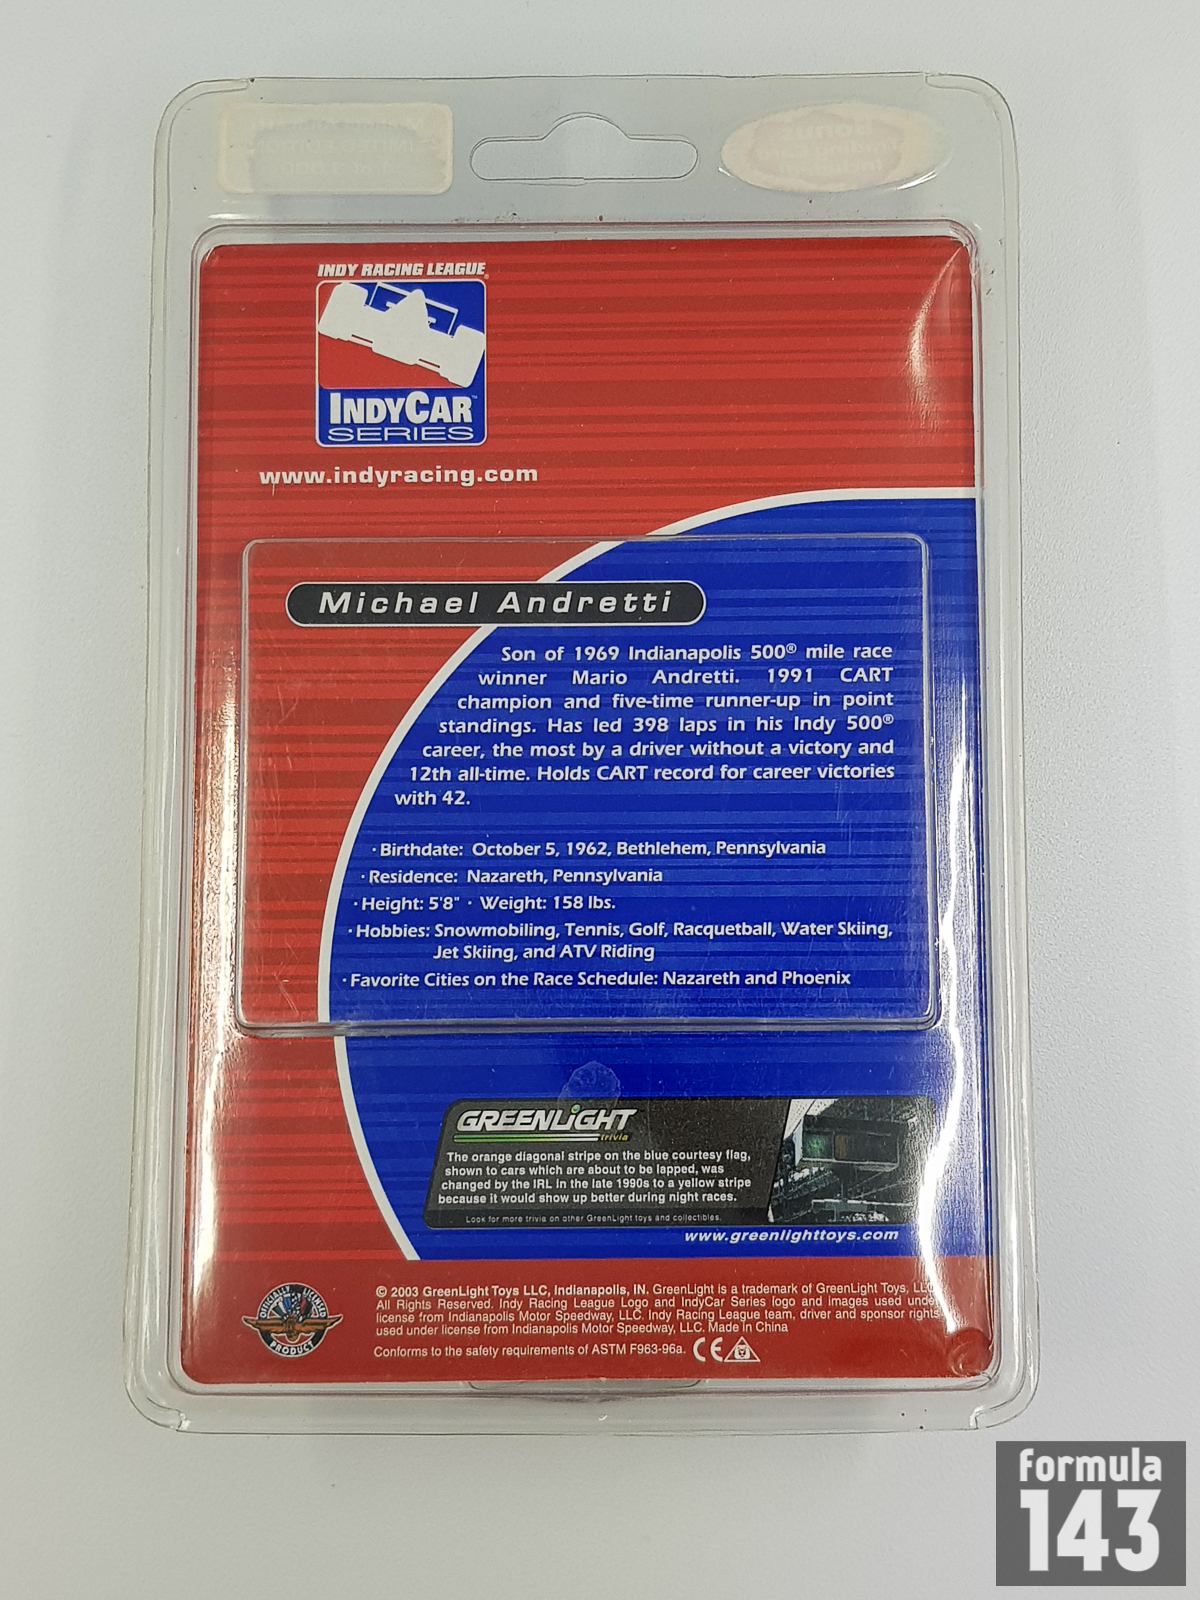 INDY RACING LEAGUE
INDYCAR™
SERIES
www.indyracing.com
Michael Andretti
Son of 1969 Indianapolis 500® mile race
winner Mario Andretti. 1991 CART
champion and five-time runner-up in point
standings. Has led 398 laps in his Indy 500®
career, the most by a driver without a victory and
12th all-time. Holds CART record for career victories
with 42.
· Birthdate: October 5, 1962, Bethlehem, Pennsylvania
· Residence: Nazareth, Pennsylvania
· Height: 5'8" · Weight: 158 lbs.
· Hobbies: Snowmobiling, Tennis, Golf, Racquetball, Water Skiing,
Jet Skiing, and ATV Riding
· Favorite Cities on the Race Schedule: Nazareth and Phoenix
GREENLiGHT
trivia
The orange diagonal stripe on the blue courtesy flag,
shown to cars which are about to be lapped, was
changed by the IRL in the late 1990s to a yellow stripe
because it would show up better during night races.
Look for more trivia on other GreenLight toys and collectibles.
www.greenlighttoys.com
OFFICIALLY LICENSED
PRODUCT
© 2003 GreenLight Toys LLC, Indianapolis, IN. GreenLight is a trademark of GreenLight Toys, LLC
All Rights Reserved. Indy Racing League Logo and IndyCar Series logo and images used under
license from Indianapolis Motor Speedway, LLC. Indy Racing League team, driver and sponsor rights
used under license from Indianapolis Motor Speedway, LLC. Made in China
Conforms to the safety requirements of ASTM F963-96a. CE
formula
143